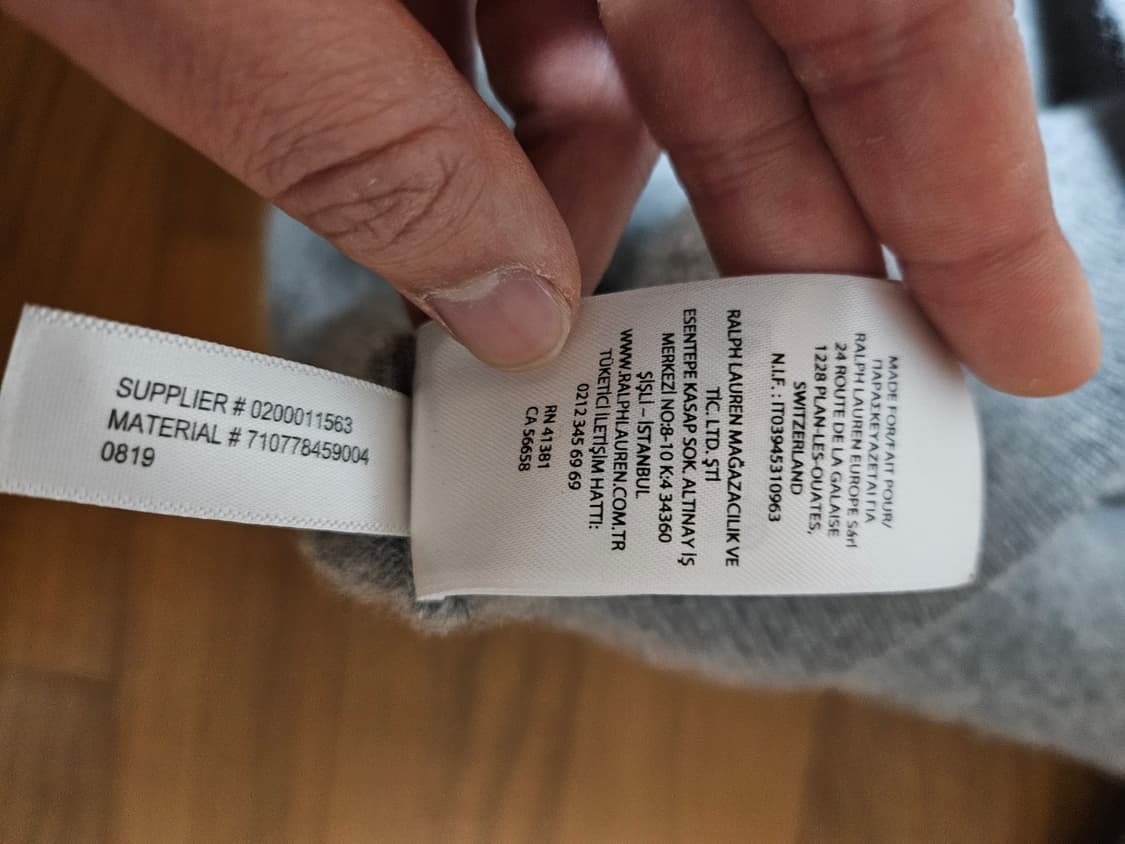 SUPPLIER # 0200011563
MATERIAL # 710778459004
0819
MADE FOR/FAIT POUR/
ΠΑΡΑΣΚΕΥΑΖΕΤΑΙ ΓΙΑ
RALPH LAUREN EUROPE Sárl
24 ROUTE DE LA GALAISE
1228 PLAN-LES-OUATES,
SWITZERLAND
N.I.F. : IT03945310963
RALPH LAUREN MAĞAZACILIK VE
TİC. LTD. ŞTİ
ESENTEPE KASAP SOK. ALTINAY İŞ
MERKEZİ NO:8-10 K:4 34360
ŞİŞLİ – İSTANBUL
WWW.RALPHLAUREN.COM.TR
TÜKETİCİ İLETİŞİM HATTI:
0212 345 69 69
RN 41381
CA 56658